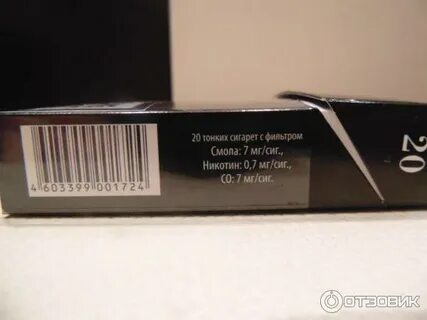 20 тонких сигарет с фильтром
Смола: 7 мг/сиг.,
Никотин: 0,7 мг/сиг.,
СО: 7 мг/сиг.
4 603399 001724
20
ОТЗОВИК